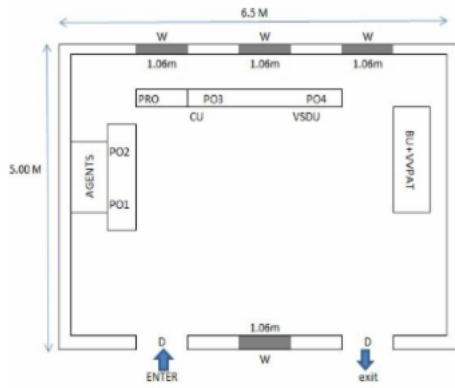 6.5 M
W W W
1.06m 1.06m 1.06m
PRO PO3 PO4
CU VSDU
5.00 M
AGENTS
PO2
PO1
BU+VVPAT
1.06m
D D
W
ENTER exit